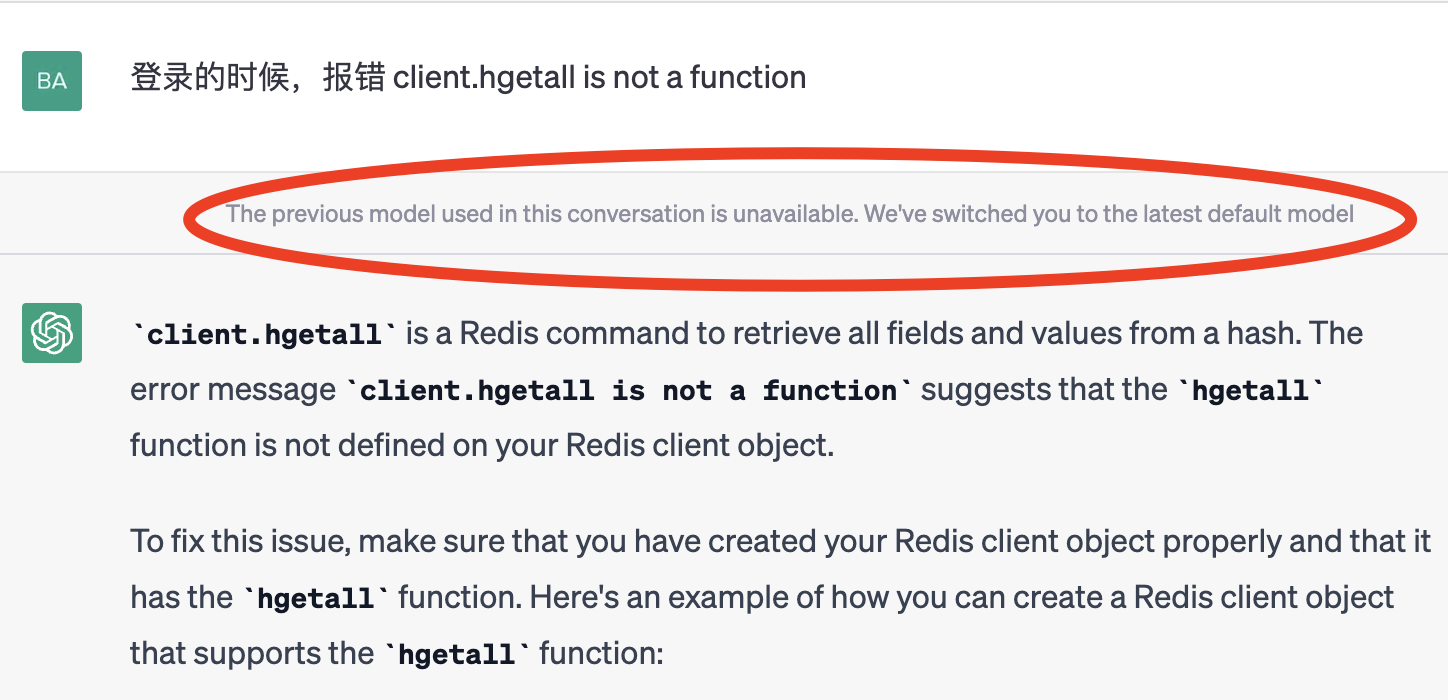 BA
登录的时候，报错 client.hgetall is not a function
The previous model used in this conversation is unavailable. We've switched you to the latest default model
`client.hgetall` is a Redis command to retrieve all fields and values from a hash. The
error message `client.hgetall is not a function` suggests that the `hgetall`
function is not defined on your Redis client object.
To fix this issue, make sure that you have created your Redis client object properly and that it
has the `hgetall` function. Here's an example of how you can create a Redis client object
that supports the `hgetall` function: